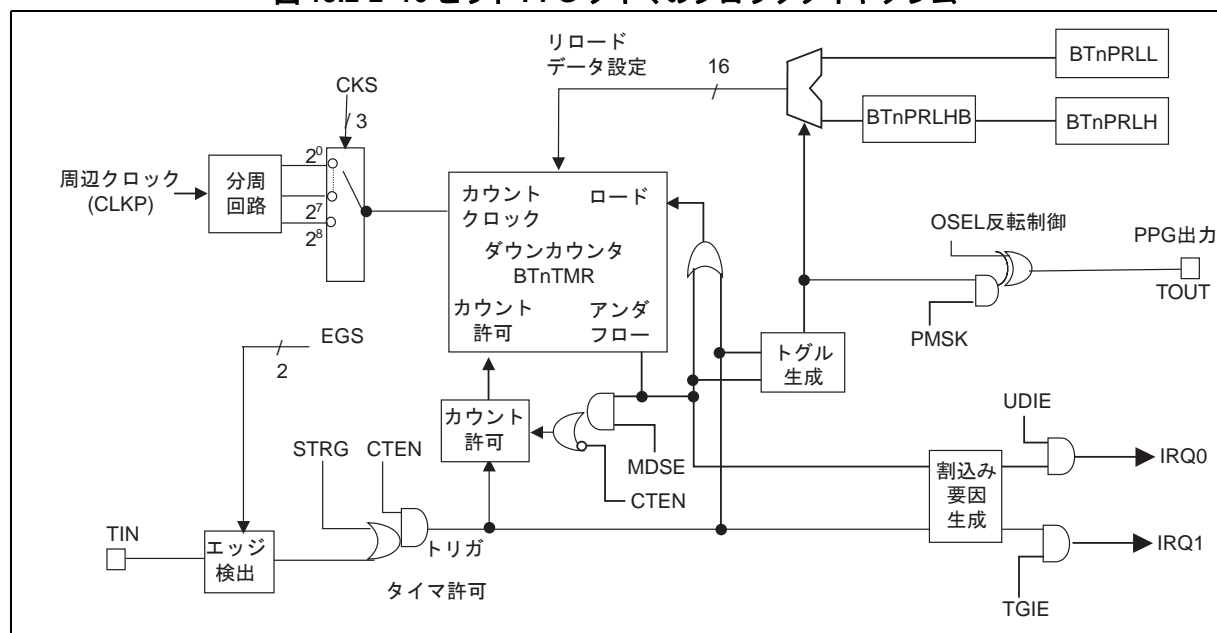 リロード
データ設定
16
BTnPRLL
BTnPRLHB
BTnPRLH
CKS
3
周辺クロック
(CLKP)
分周
回路
2⁰
2⁷
2⁸
カウント
クロック
ロード
ダウンカウンタ
BTnTMR
カウント
許可
アンダ
フロー
OSEL反転制御
PPG出力
TOUT
PMSK
トグル
生成
EGS
2
カウント
許可
MDSE
CTEN
UDIE
IRQ0
STRG
CTEN
割込み
要因
生成
TIN
エッジ
検出
トリガ
タイマ許可
IRQ1
TGIE